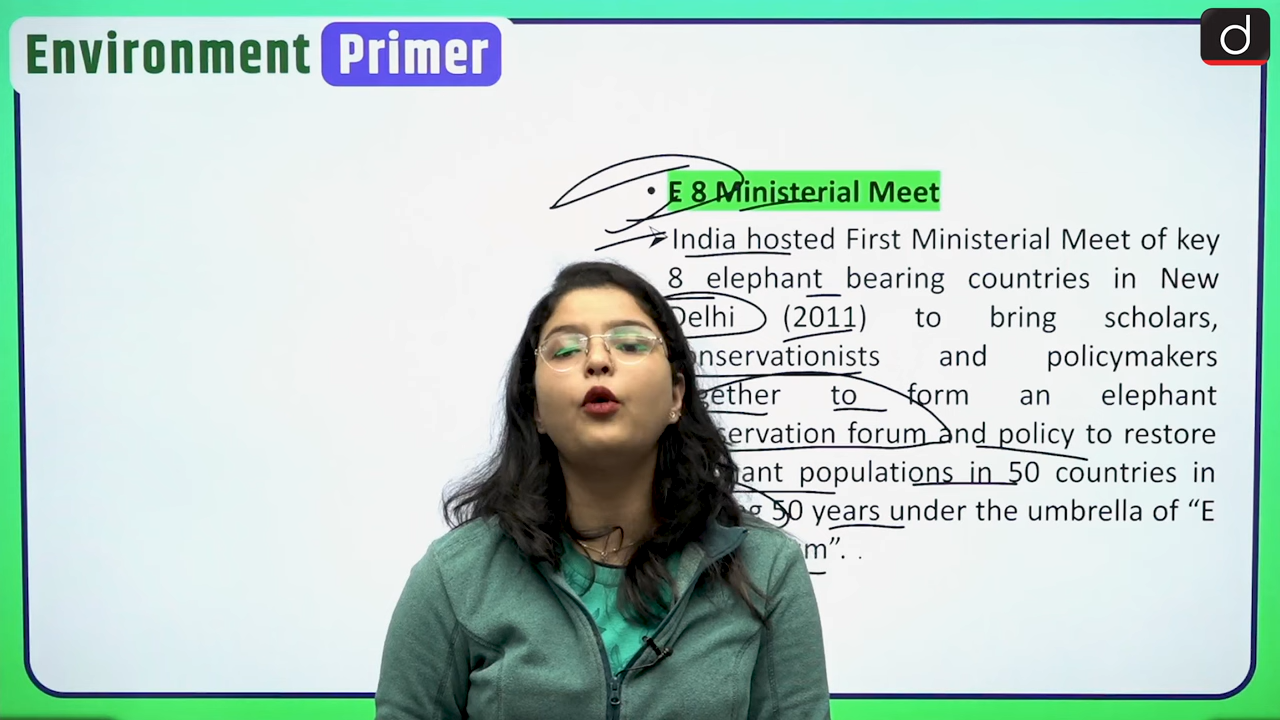 Environment Primer
d
• E 8 Ministerial Meet
➢ India hosted First Ministerial Meet of key
8 elephant bearing countries in New
Delhi (2011) to bring scholars,
and policymakers
to form an elephant
forum and policy to restore
populations in 50 countries in
50 years under the umbrella of “E